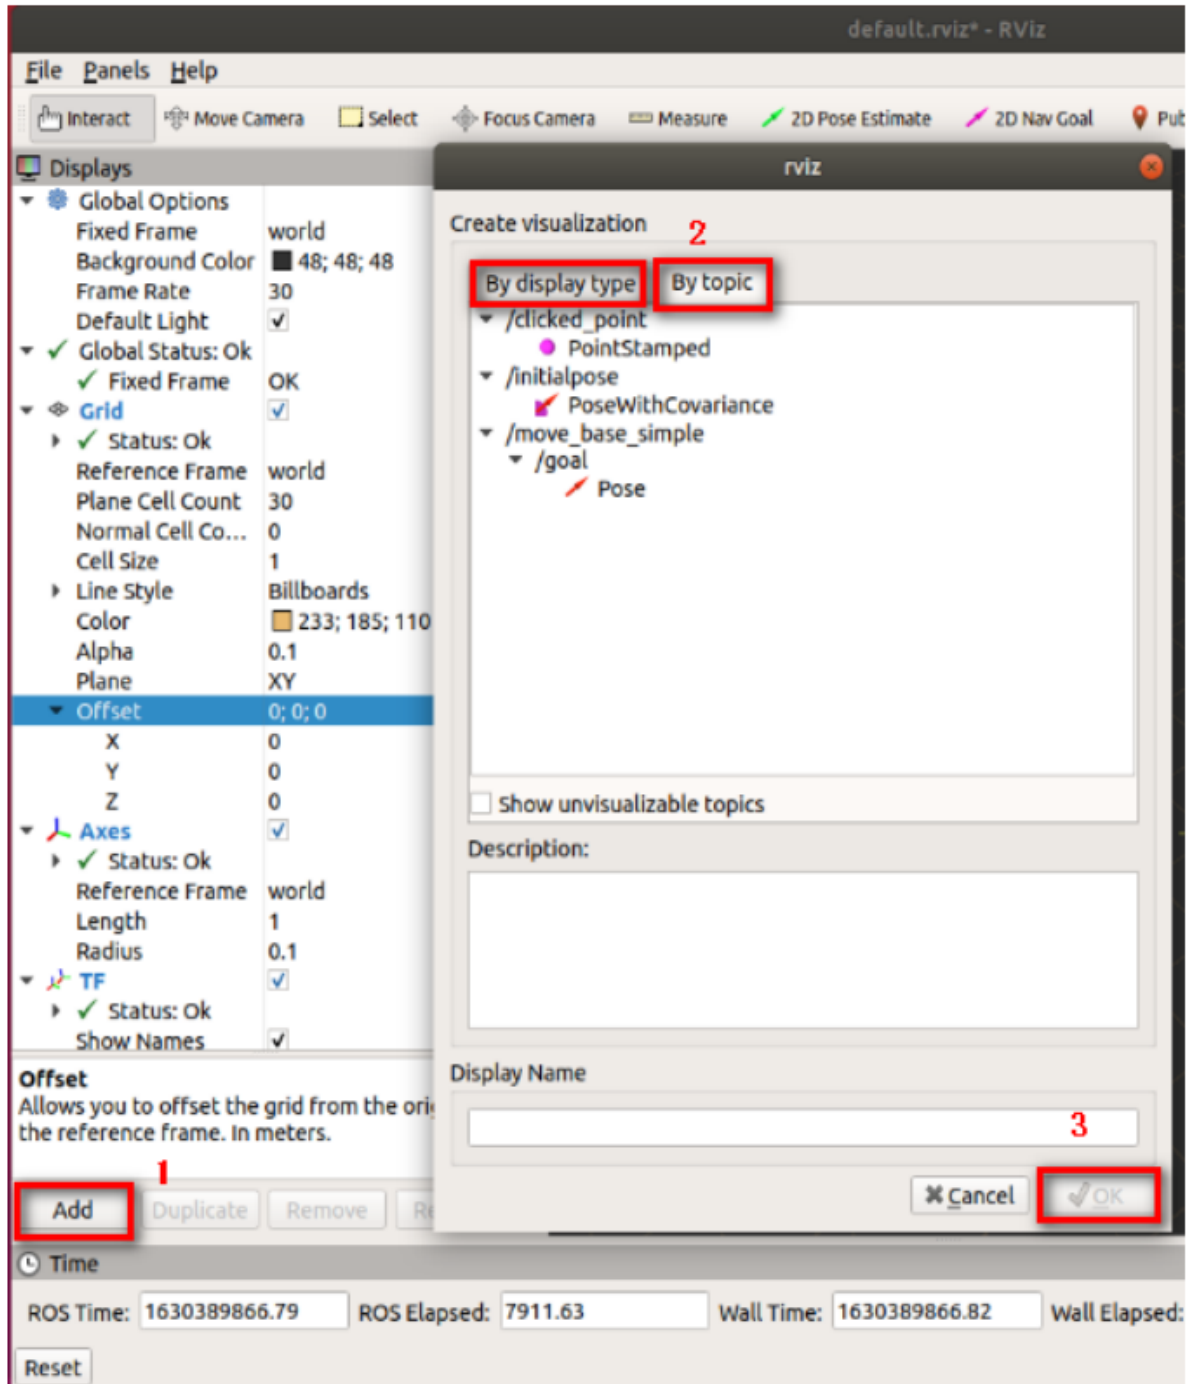 default.rviz* - RViz
File Panels Help
Interact Move Camera Select Focus Camera Measure 2D Pose Estimate 2D Nav Goal Pub
Displays
Global Options
Fixed Frame world
Background Color 48; 48; 48
Frame Rate 30
Default Light
Global Status: Ok
Fixed Frame OK
Grid
Status: Ok
Reference Frame world
Plane Cell Count 30
Normal Cell Co... 0
Cell Size 1
Line Style Billboards
Color 233; 185; 110
Alpha 0.1
Plane XY
Offset 0; 0; 0
X 0
Y 0
Z 0
Axes
Status: Ok
Reference Frame world
Length 1
Radius 0.1
TF
Status: Ok
Show Names
Offset
Allows you to offset the grid from the ori
the reference frame. In meters.
1
Add Duplicate Remove Re
rviz
Create visualization
2
By display type By topic
/clicked_point
PointStamped
/initialpose
PoseWithCovariance
/move_base_simple
/goal
Pose
Show unvisualizable topics
Description:
Display Name
3
Cancel OK
Time
ROS Time: 1630389866.79 ROS Elapsed: 7911.63 Wall Time: 1630389866.82 Wall Elapsed:
Reset